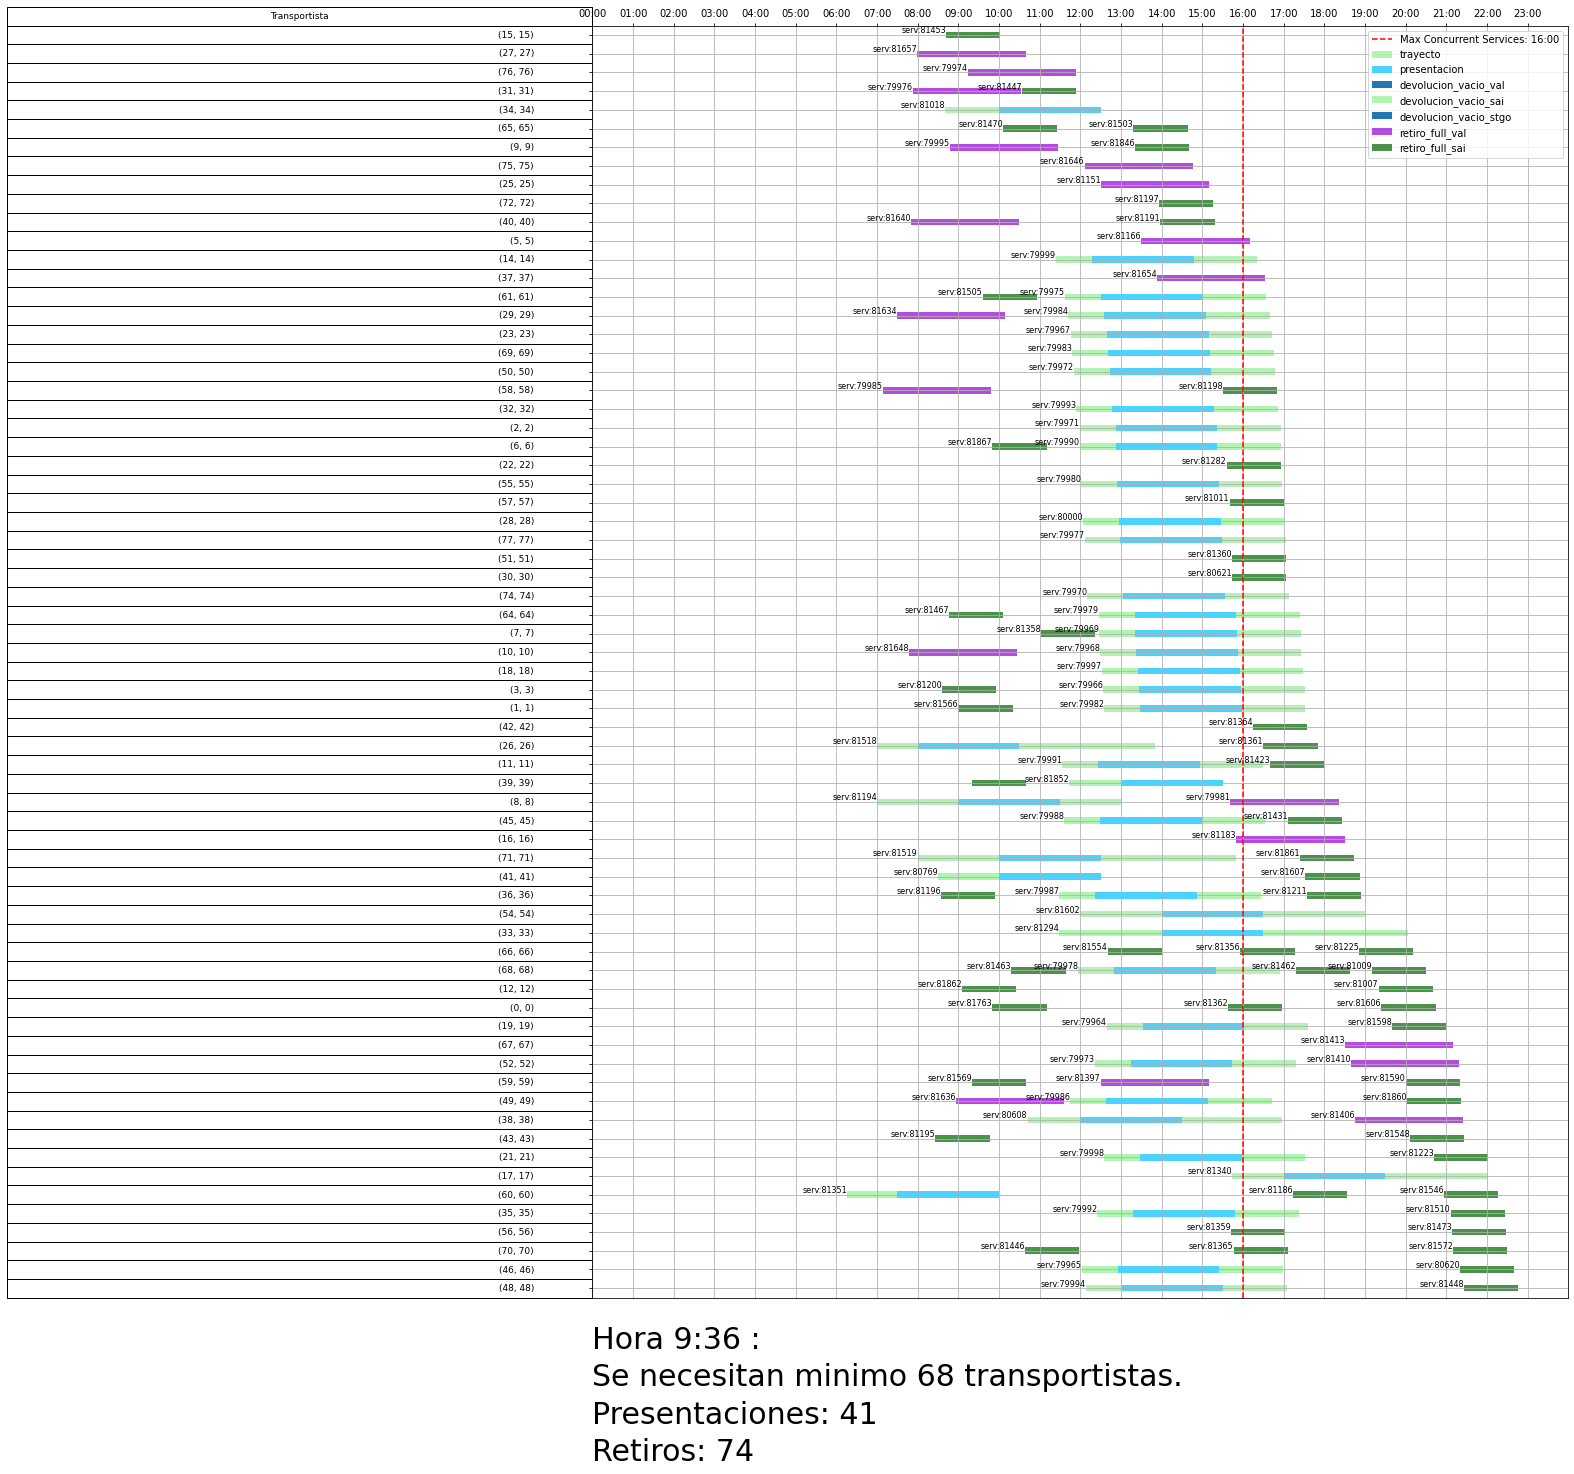 Transportista
00:00 01:00 02:00 03:00 04:00 05:00 06:00 07:00 08:00 09:00 10:00 11:00 12:00 13:00 14:00 15:00 16:00 17:00 18:00 19:00 20:00 21:00 22:00 23:00
Max Concurrent Services: 16:00
trayecto
presentacion
devolucion_vacio_val
devolucion_vacio_sai
devolucion_vacio_stgo
retiro_full_val
retiro_full_sai
(15, 15) serv:81453
(27, 27) serv:81657
(76, 76) serv:79974
(31, 31) serv:79976 serv:81447
(34, 34) serv:81018
(65, 65) serv:81470 serv:81503
(9, 9) serv:79995 serv:81846
(75, 75) serv:81646
(25, 25) serv:81151
(72, 72) serv:81197
(40, 40) serv:81640 serv:81191
(5, 5) serv:81166
(14, 14) serv:79999
(37, 37) serv:81654
(61, 61) serv:81505 serv:79975
(29, 29) serv:81634 serv:79984
(23, 23) serv:79967
(69, 69) serv:79983
(50, 50) serv:79972
(58, 58) serv:79985 serv:81198
(32, 32) serv:79993
(2, 2) serv:79971
(6, 6) serv:81867 serv:79990
(22, 22) serv:81282
(55, 55) serv:79980
(57, 57) serv:81011
(28, 28) serv:80000
(77, 77) serv:79977
(51, 51) serv:81360
(30, 30) serv:80621
(74, 74) serv:79970
(64, 64) serv:81467 serv:79979
(7, 7) serv:81358 serv:79969
(10, 10) serv:81648 serv:79968
(18, 18) serv:79997
(3, 3) serv:81200 serv:79966
(1, 1) serv:81566 serv:79982
(42, 42) serv:81364
(26, 26) serv:81518 serv:81361
(11, 11) serv:79991 serv:81423
(39, 39) serv:81852
(8, 8) serv:81194 serv:79981
(45, 45) serv:79988 serv:81431
(16, 16) serv:81183
(71, 71) serv:81519 serv:81861
(41, 41) serv:80769 serv:81607
(36, 36) serv:81196 serv:79987 serv:81211
(54, 54) serv:81602
(33, 33) serv:81294
(66, 66) serv:81554 serv:81356 serv:81225
(68, 68) serv:81463 serv:79978 serv:81462 serv:81009
(12, 12) serv:81862 serv:81007
(0, 0) serv:81763 serv:81362 serv:81606
(19, 19) serv:79964 serv:81598
(67, 67) serv:81413
(52, 52) serv:79973 serv:81410
(59, 59) serv:81569 serv:81397 serv:81590
(49, 49) serv:81636 serv:79986 serv:81860
(38, 38) serv:80608 serv:81406
(43, 43) serv:81195 serv:81548
(21, 21) serv:79998 serv:81223
(17, 17) serv:81340
(60, 60) serv:81351 serv:81186 serv:81546
(35, 35) serv:79992 serv:81510
(56, 56) serv:81359 serv:81473
(70, 70) serv:81446 serv:81365 serv:81572
(46, 46) serv:79965 serv:80620
(48, 48) serv:79994 serv:81448
Hora 9:36 :
Se necesitan minimo 68 transportistas.
Presentaciones: 41
Retiros: 74